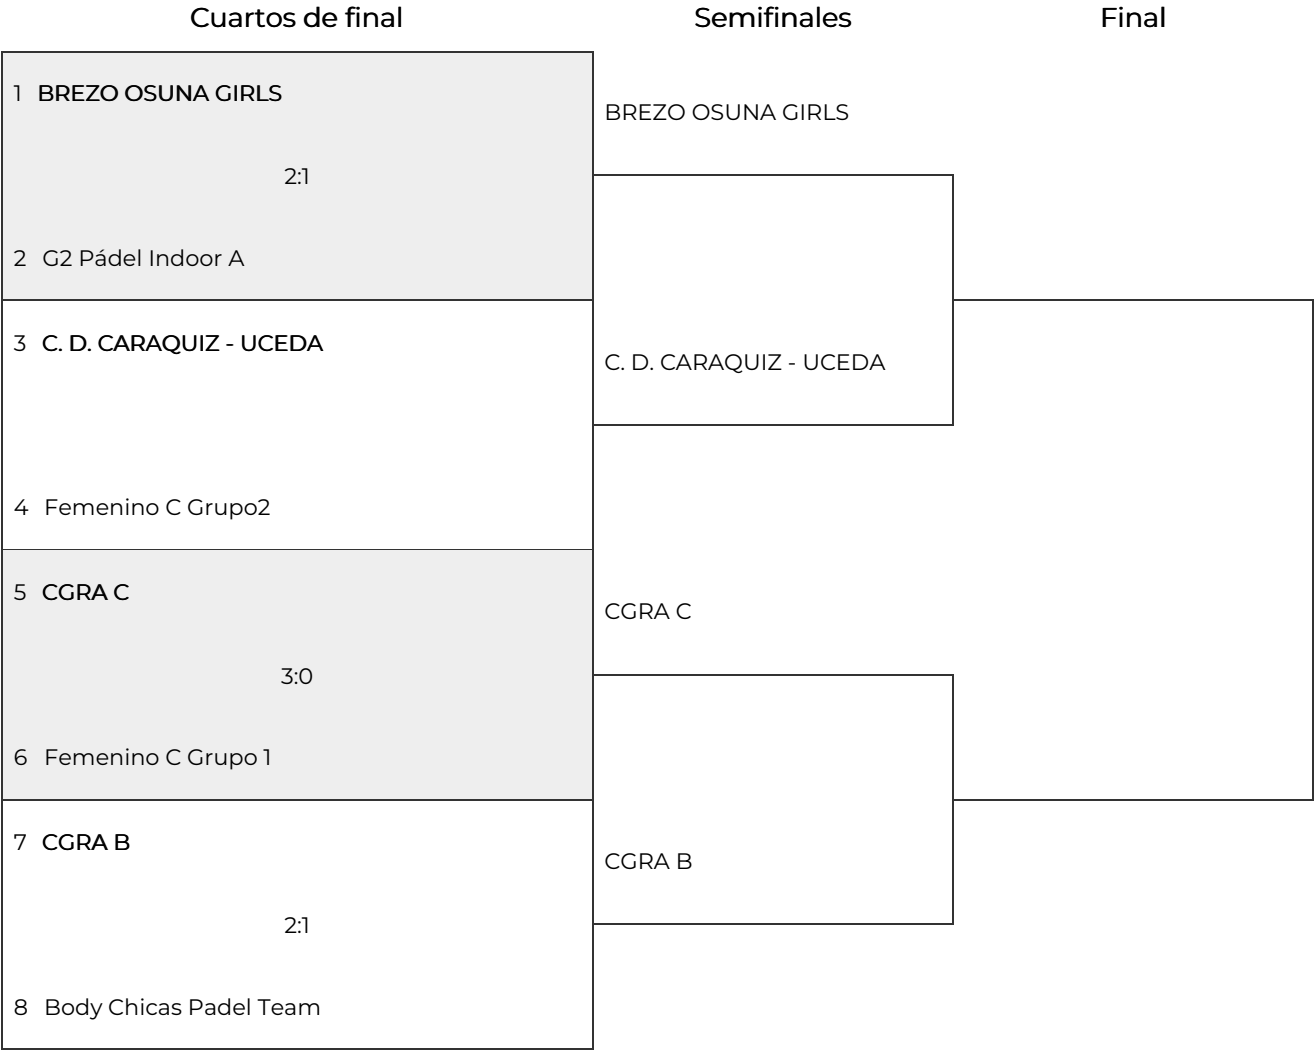 Cuartos de final
Semifinales
Final
1 BREZO OSUNA GIRLS
2:1
2 G2 Pádel Indoor A
3 C. D. CARAQUIZ - UCEDA
4 Femenino C Grupo2
5 CGRA C
3:0
6 Femenino C Grupo 1
7 CGRA B
2:1
8 Body Chicas Padel Team
BREZO OSUNA GIRLS
C. D. CARAQUIZ - UCEDA
CGRA C
CGRA B